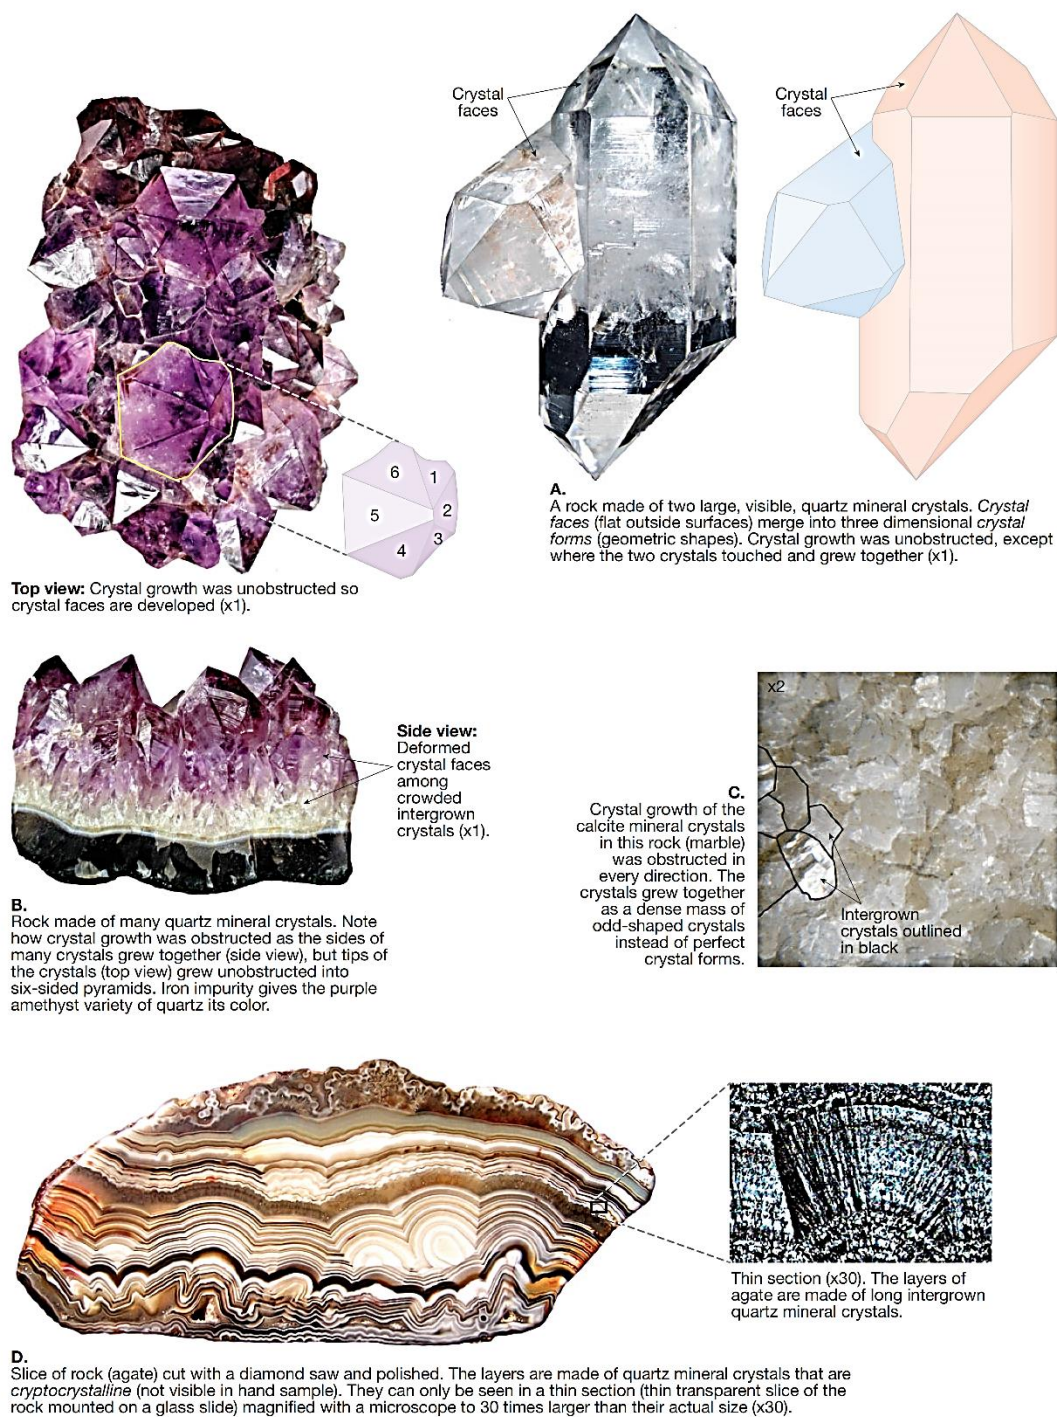 Crystal
faces
Crystal
faces
6
1
5
2
3
4
A.
A rock made of two large, visible, quartz mineral crystals. Crystal
faces (flat outside surfaces) merge into three dimensional crystal
forms (geometric shapes). Crystal growth was unobstructed, except
where the two crystals touched and grew together (x1).
Top view: Crystal growth was unobstructed so
crystal faces are developed (x1).
Side view:
Deformed
crystal faces
among
crowded
intergrown
crystals (x1).
B.
Rock made of many quartz mineral crystals. Note
how crystal growth was obstructed as the sides of
many crystals grew together (side view), but tips of
the crystals (top view) grew unobstructed into
six-sided pyramids. Iron impurity gives the purple
amethyst variety of quartz its color.
x2
C.
Crystal growth of the
calcite mineral crystals
in this rock (marble)
was obstructed in
every direction. The
crystals grew together
as a dense mass of
odd-shaped crystals
instead of perfect
crystal forms.
Intergrown
crystals outlined
in black
Thin section (x30). The layers of
agate are made of long intergrown
quartz mineral crystals.
D.
Slice of rock (agate) cut with a diamond saw and polished. The layers are made of quartz mineral crystals that are
cryptocrystalline (not visible in hand sample). They can only be seen in a thin section (thin transparent slice of the
rock mounted on a glass slide) magnified with a microscope to 30 times larger than their actual size (x30).